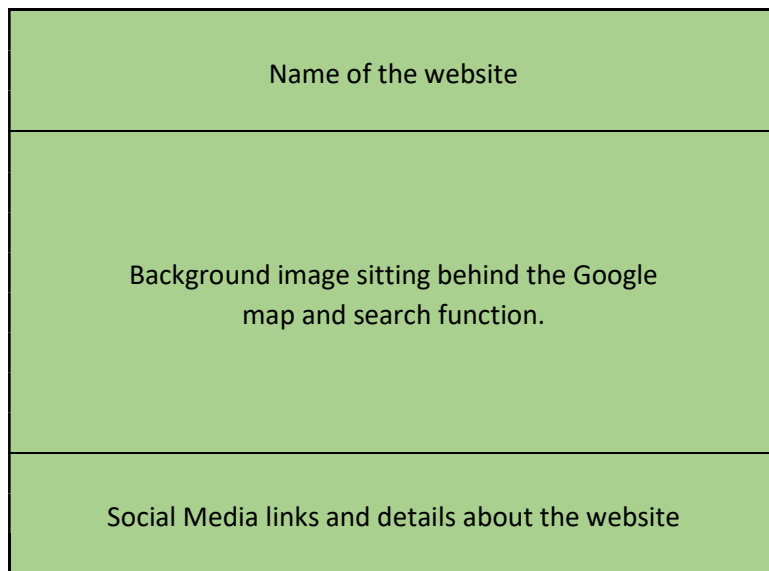 Name of the website
Background image sitting behind the Google
map and search function.
Social Media links and details about the website